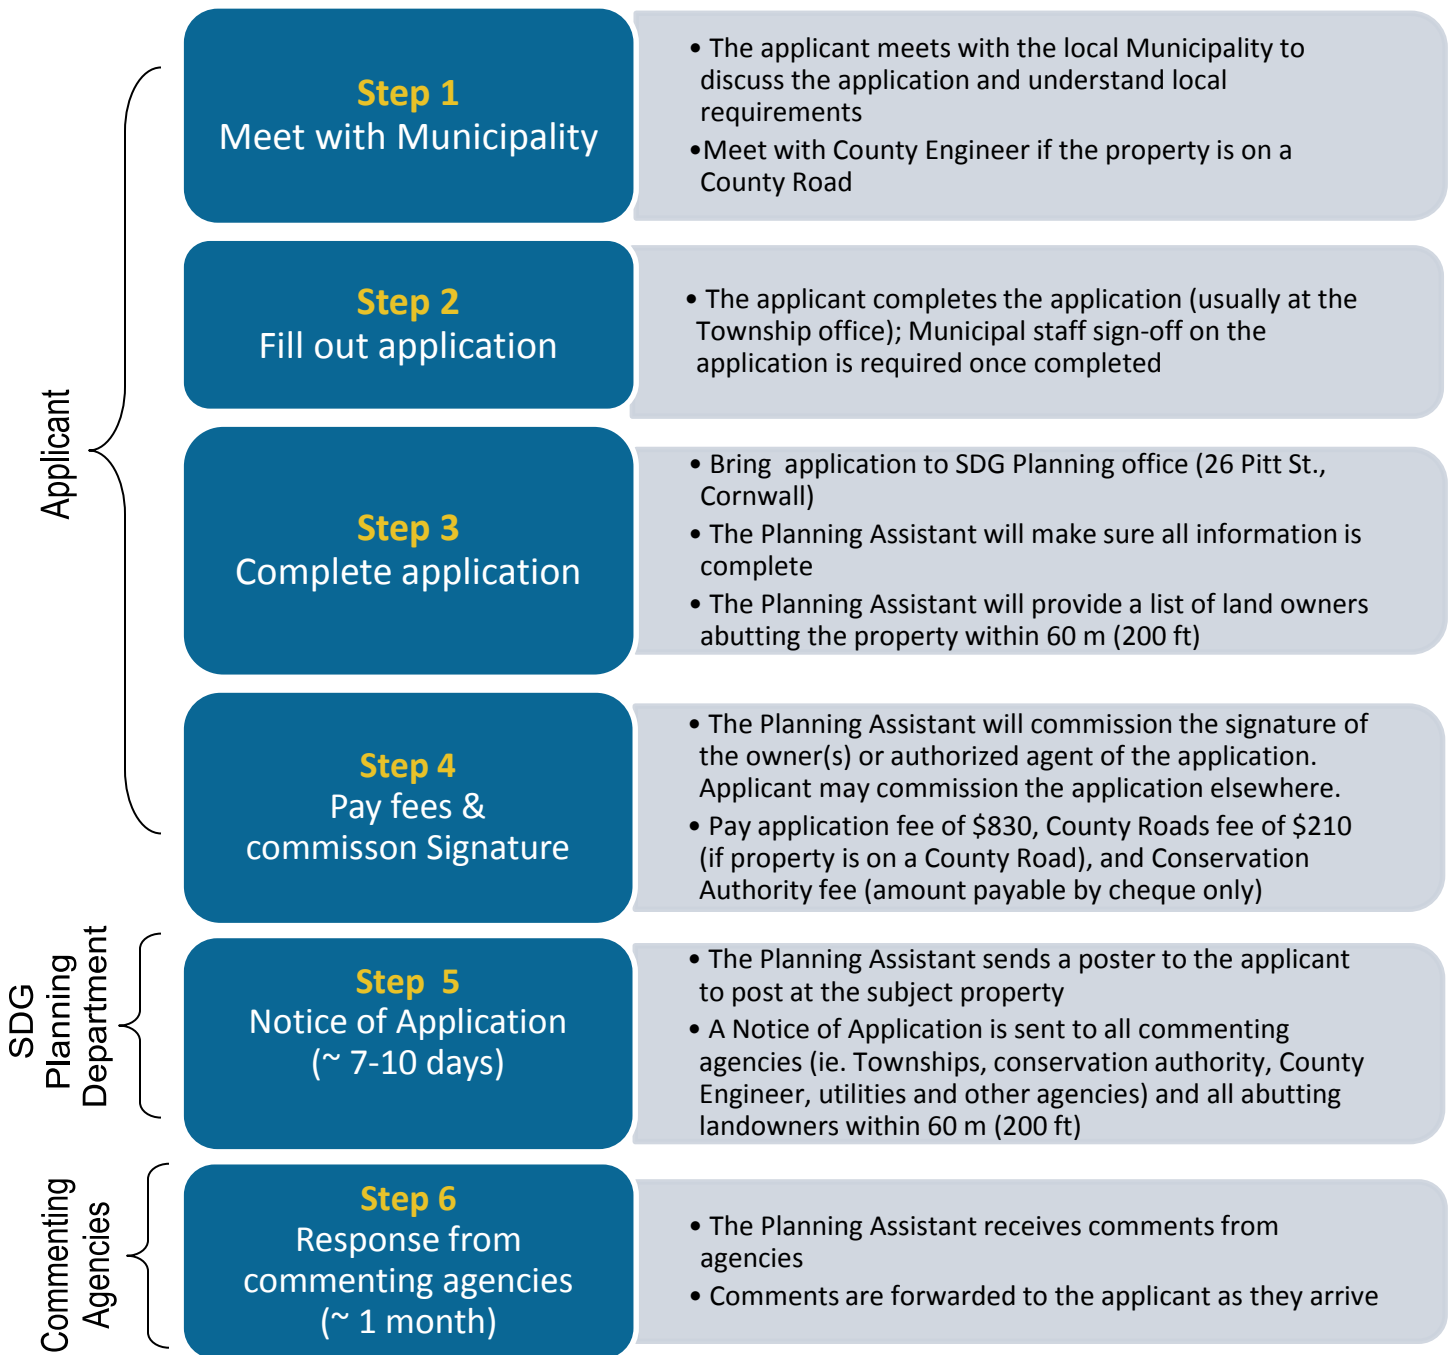 Applicant
Step 1
Meet with Municipality
• The applicant meets with the local Municipality to
discuss the application and understand local
requirements
•Meet with County Engineer if the property is on a
County Road
Step 2
Fill out application
• The applicant completes the application (usually at the
Township office); Municipal staff sign-off on the
application is required once completed
Step 3
Complete application
• Bring  application to SDG Planning office (26 Pitt St.,
Cornwall)
• The Planning Assistant will make sure all information is
complete
• The Planning Assistant will provide a list of land owners
abutting the property within 60 m (200 ft)
Step 4
Pay fees &
commisson Signature
• The Planning Assistant will commission the signature of
the owner(s) or authorized agent of the application.
Applicant may commission the application elsewhere.
• Pay application fee of $830, County Roads fee of $210
(if property is on a County Road), and Conservation
Authority fee (amount payable by cheque only)
SDG
Planning
Department
Step  5
Notice of Application
(~ 7-10 days)
• The Planning Assistant sends a poster to the applicant
to post at the subject property
• A Notice of Application is sent to all commenting
agencies (ie. Townships, conservation authority, County
Engineer, utilities and other agencies) and all abutting
landowners within 60 m (200 ft)
Commenting
Agencies
Step 6
Response from
commenting agencies
(~ 1 month)
• The Planning Assistant receives comments from
agencies
• Comments are forwarded to the applicant as they arrive